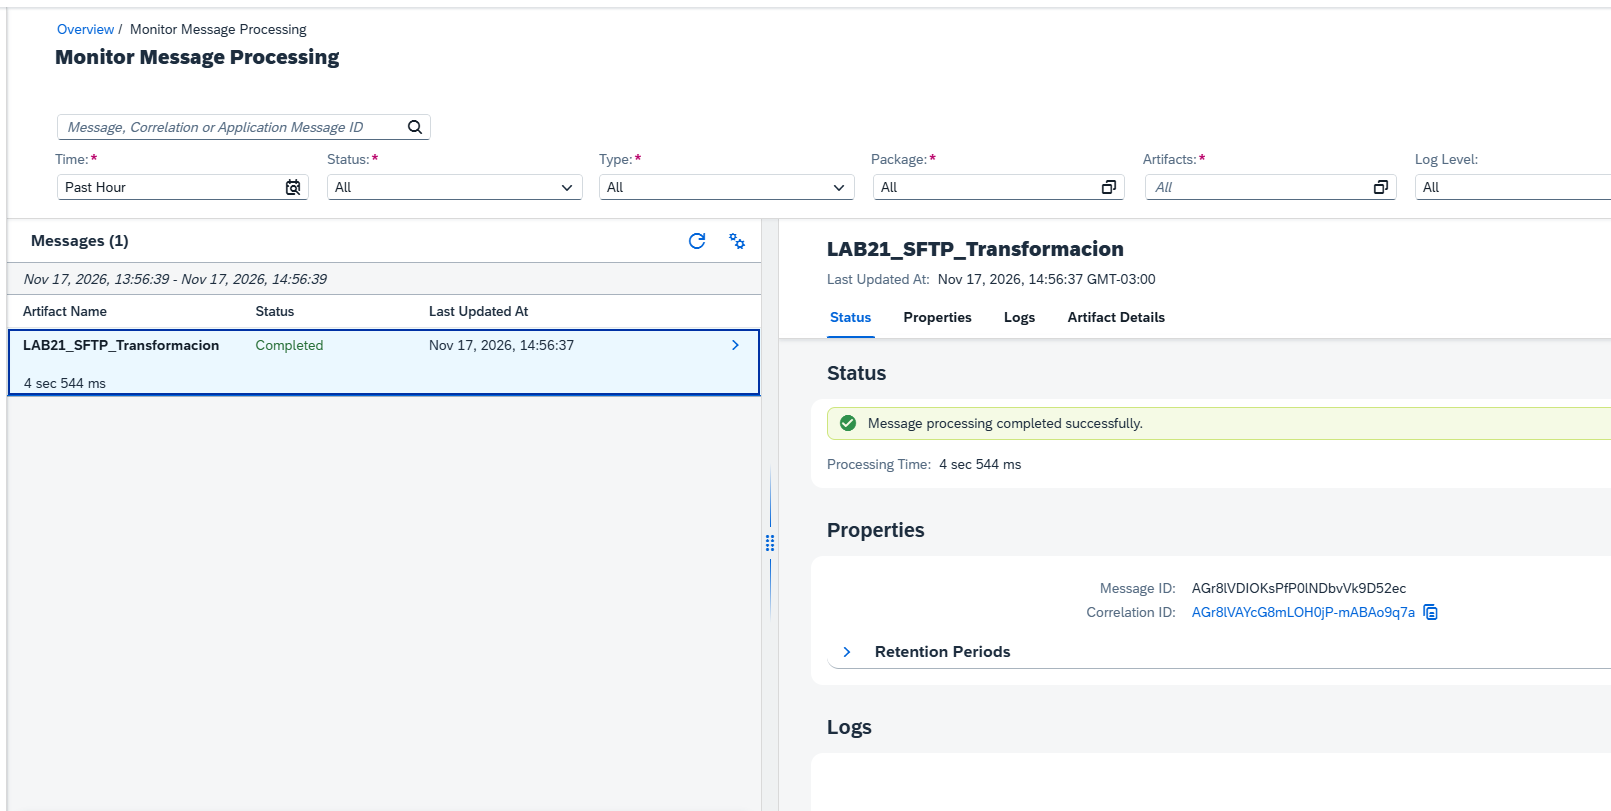 Overview / Monitor Message Processing
Monitor Message Processing
Message, Correlation or Application Message ID
Time:* Status:* Type:* Package:* Artifacts:* Log Level:
Past Hour All All All All All
Messages (1)
Nov 17, 2026, 13:56:39 - Nov 17, 2026, 14:56:39
Artifact Name Status Last Updated At
LAB21_SFTP_Transformacion Completed Nov 17, 2026, 14:56:37
4 sec 544 ms
LAB21_SFTP_Transformacion
Last Updated At: Nov 17, 2026, 14:56:37 GMT-03:00
Status Properties Logs Artifact Details
Status
Message processing completed successfully.
Processing Time: 4 sec 544 ms
Properties
Message ID: AGr8lVDIOKsPfP0lNDbvVk9D52ec
Correlation ID: AGr8lVAYcG8mLOH0jP-mABAo9q7a
Retention Periods
Logs